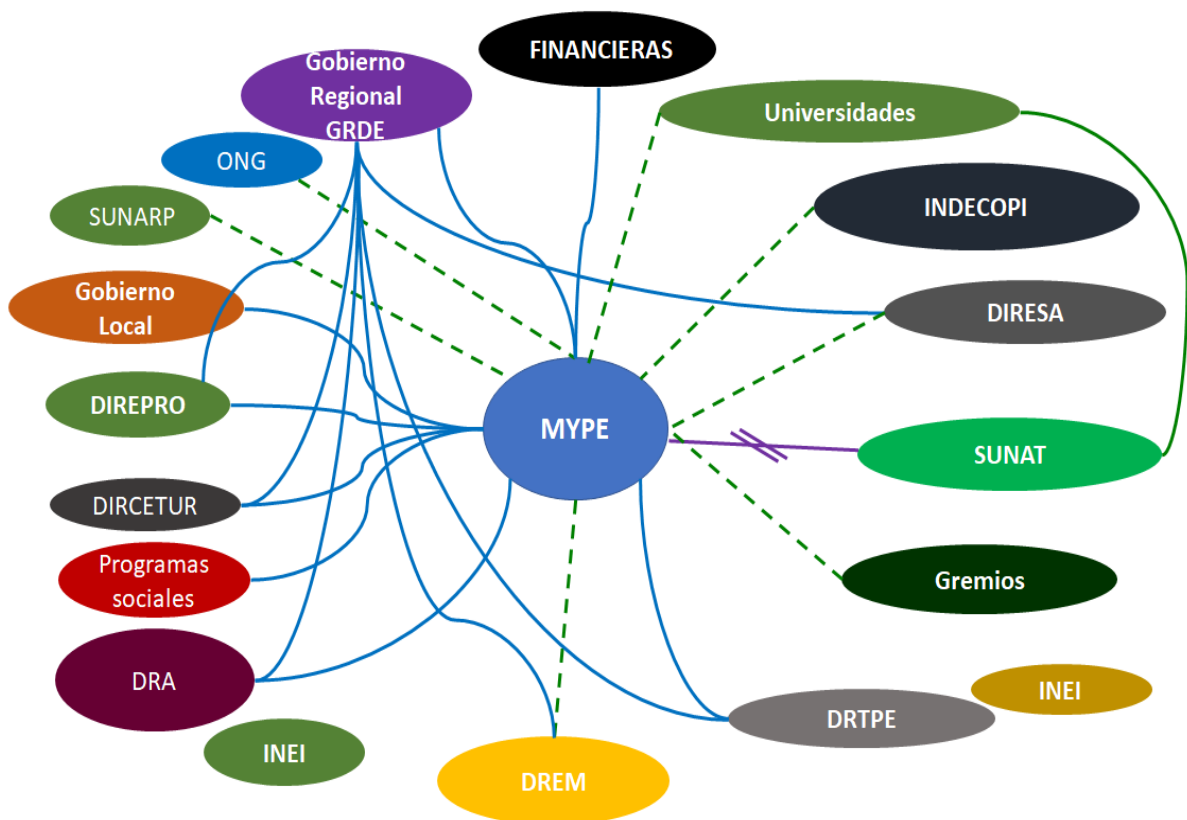 FINANCIERAS
Gobierno
Regional
GRDE
Universidades
ONG
SUNARP
INDECOPI
Gobierno
Local
DIRESA
DIREPRO
MYPE
SUNAT
DIRCETUR
Programas
sociales
Gremios
DRA
INEI
DRTPE
INEI
DREM